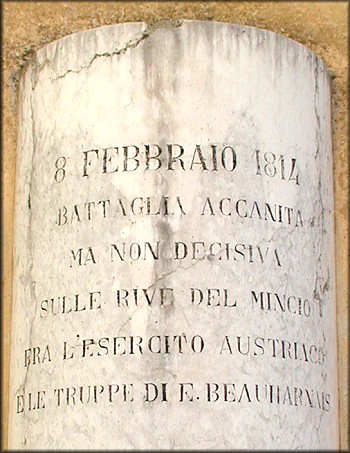 8 FEBBRAIO 1814
BATTAGLIA ACCANITA
MA NON DECISIVA
SULLE RIVE DEL MINCIO
FRA L'ESERCITO AUSTRIACO
E LE TRUPPE DI E. BEAUHARNAIS